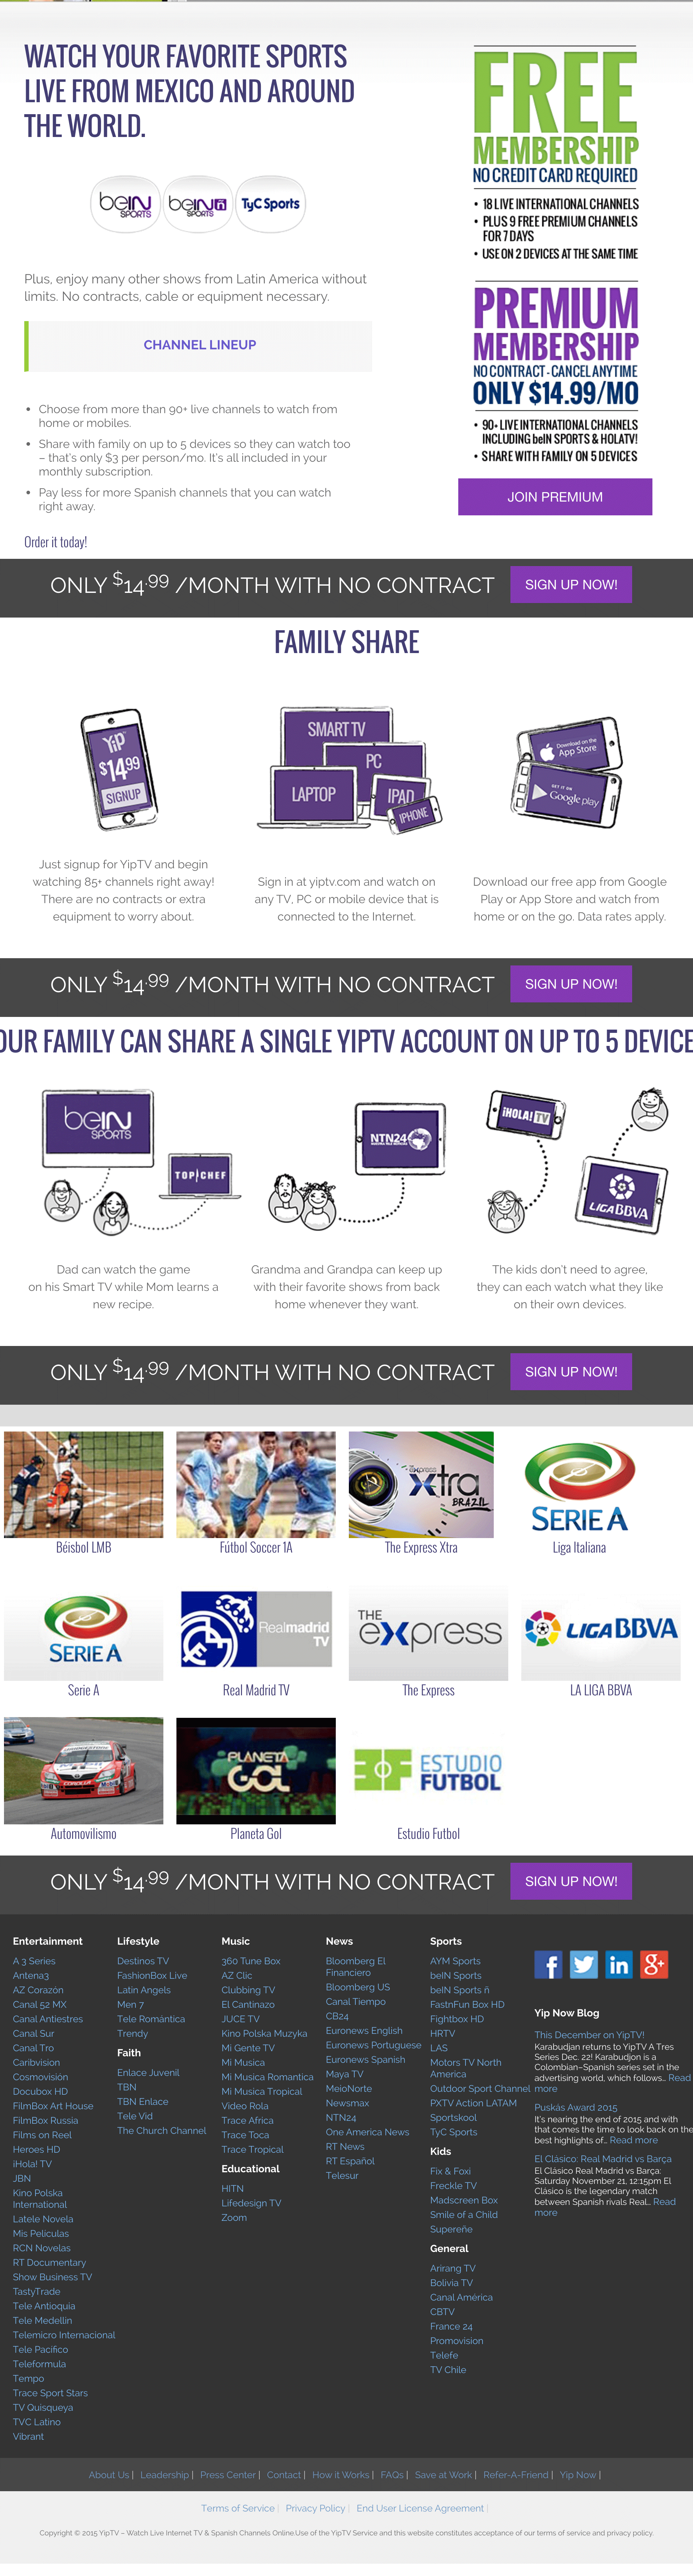 WATCH YOUR FAVORITE SPORTS
LIVE FROM MEXICO AND AROUND
THE WORLD.
beIN SPORTS
beIN ñ SPORTS
TyC Sports
Plus, enjoy many other shows from Latin America without
limits. No contracts, cable or equipment necessary.
CHANNEL LINEUP
• Choose from more than 90+ live channels to watch from
home or mobiles.
• Share with family on up to 5 devices so they can watch too
– that's only $3 per person/mo. It's all included in your
monthly subscription.
• Pay less for more Spanish channels that you can watch
right away.
Order it today!
FREE
MEMBERSHIP
NO CREDIT CARD REQUIRED
• 18 LIVE INTERNATIONAL CHANNELS
• PLUS 9 FREE PREMIUM CHANNELS
FOR 7 DAYS
• USE ON 2 DEVICES AT THE SAME TIME
PREMIUM
MEMBERSHIP
NO CONTRACT - CANCEL ANYTIME
ONLY $14.99/MO
• 90+ LIVE INTERNATIONAL CHANNELS
INCLUDING beIN SPORTS & HOLATV!
• SHARE WITH FAMILY ON 5 DEVICES
JOIN PREMIUM
ONLY $14.99 /MONTH WITH NO CONTRACT
SIGN UP NOW!
FAMILY SHARE
YiP
$14.99
SIGNUP
SMART TV
PC
LAPTOP
IPAD
IPHONE
Download on the
App Store
GET IT ON
Google play
Just signup for YipTV and begin
watching 85+ channels right away!
There are no contracts or extra
equipment to worry about.
Sign in at yiptv.com and watch on
any TV, PC or mobile device that is
connected to the Internet.
Download our free app from Google
Play or App Store and watch from
home or on the go. Data rates apply.
ONLY $14.99 /MONTH WITH NO CONTRACT
SIGN UP NOW!
OUR FAMILY CAN SHARE A SINGLE YIPTV ACCOUNT ON UP TO 5 DEVICE
beIN SPORTS
TOP CHEF
NTN24
¡HOLA! TV
LIGA BBVA
Dad can watch the game
on his Smart TV while Mom learns a
new recipe.
Grandma and Grandpa can keep up
with their favorite shows from back
home whenever they want.
The kids don't need to agree,
they can each watch what they like
on their own devices.
ONLY $14.99 /MONTH WITH NO CONTRACT
SIGN UP NOW!
Béisbol LMB
Fútbol Soccer 1A
THE express
xtra
BRAZIL
The Express Xtra
SERIE A
Liga Italiana
SERIE A
Serie A
Realmadrid
TV
Real Madrid TV
THE
express
The Express
LIGA BBVA
LA LIGA BBVA
COROLLA
Automovilismo
PLANETA
GOL
Planeta Gol
EF ESTUDIO
FUTBOL
Estudio Futbol
ONLY $14.99 /MONTH WITH NO CONTRACT
SIGN UP NOW!
Entertainment
A 3 Series
Antena3
AZ Corazón
Canal 52 MX
Canal Antiestres
Canal Sur
Canal Tro
Caribvision
Cosmovisión
Docubox HD
FilmBox Art House
FilmBox Russia
Films on Reel
Heroes HD
iHola! TV
JBN
Kino Polska
International
Latele Novela
Mis Peliculas
RCN Novelas
RT Documentary
Show Business TV
TastyTrade
Tele Antioquia
Tele Medellin
Telemicro Internacional
Tele Pacifico
Teleformula
Tempo
Trace Sport Stars
TV Quisqueya
TVC Latino
Vibrant
Lifestyle
Destinos TV
FashionBox Live
Latin Angels
Men 7
Tele Romántica
Trendy
Faith
Enlace Juvenil
TBN
TBN Enlace
Tele Vid
The Church Channel
Music
360 Tune Box
AZ Clic
Clubbing TV
El Cantinazo
JUCE TV
Kino Polska Muzyka
Mi Gente TV
Mi Musica
Mi Musica Romantica
Mi Musica Tropical
Video Rola
Trace Africa
Trace Toca
Trace Tropical
Educational
HITN
Lifedesign TV
Zoom
News
Bloomberg El
Financiero
Bloomberg US
Canal Tiempo
CB24
Euronews English
Euronews Portuguese
Euronews Spanish
Maya TV
MeioNorte
Newsmax
NTN24
One America News
RT News
RT Español
Telesur
Sports
AYM Sports
beIN Sports
beIN Sports ñ
FastnFun Box HD
Fightbox HD
HRTV
LAS
Motors TV North
America
Outdoor Sport Channel
PXTV Action LATAM
Sportskool
TyC Sports
Kids
Fix & Foxi
Freckle TV
Madscreen Box
Smile of a Child
Supereñe
General
Arirang TV
Bolivia TV
Canal América
CBTV
France 24
Promovision
Telefe
TV Chile
f
in
g+
Yip Now Blog
This December on YipTV!
Karabudjan returns to YipTV A Tres
Series Dec. 22! Karabudjon is a
Colombian–Spanish series set in the
advertising world, which follows... Read
more
Puskás Award 2015
It's nearing the end of 2015 and with
that comes the time to look back on the
best highlights of... Read more
El Clásico: Real Madrid vs Barça
El Clásico Real Madrid vs Barça:
Saturday November 21, 12:15pm El
Clásico is the legendary match
between Spanish rivals Real... Read
more
About Us | Leadership | Press Center | Contact | How it Works | FAQs | Save at Work | Refer-A-Friend | Yip Now |
Terms of Service | Privacy Policy | End User License Agreement |
Copyright © 2015 YipTV – Watch Live Internet TV & Spanish Channels Online.Use of the YipTV Service and this website constitutes acceptance of our terms of service and privacy policy.